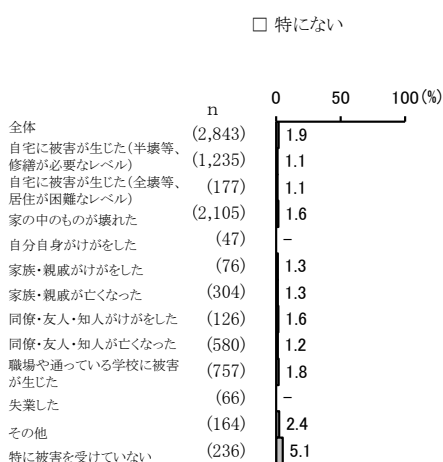 □ 特にない
0 50 100(%)
n
全体 (2,843) 1.9
自宅に被害が生じた(半壊等、
修繕が必要なレベル) (1,235) 1.1
自宅に被害が生じた(全壊等、
居住が困難なレベル) (177) 1.1
家の中のものが壊れた (2,105) 1.6
自分自身がけがをした (47) –
家族・親戚がけがをした (76) 1.3
家族・親戚が亡くなった (304) 1.3
同僚・友人・知人がけがをした (126) 1.6
同僚・友人・知人が亡くなった (580) 1.2
職場や通っている学校に被害
が生じた (757) 1.8
失業した (66) –
その他 (164) 2.4
特に被害を受けていない (236) 5.1